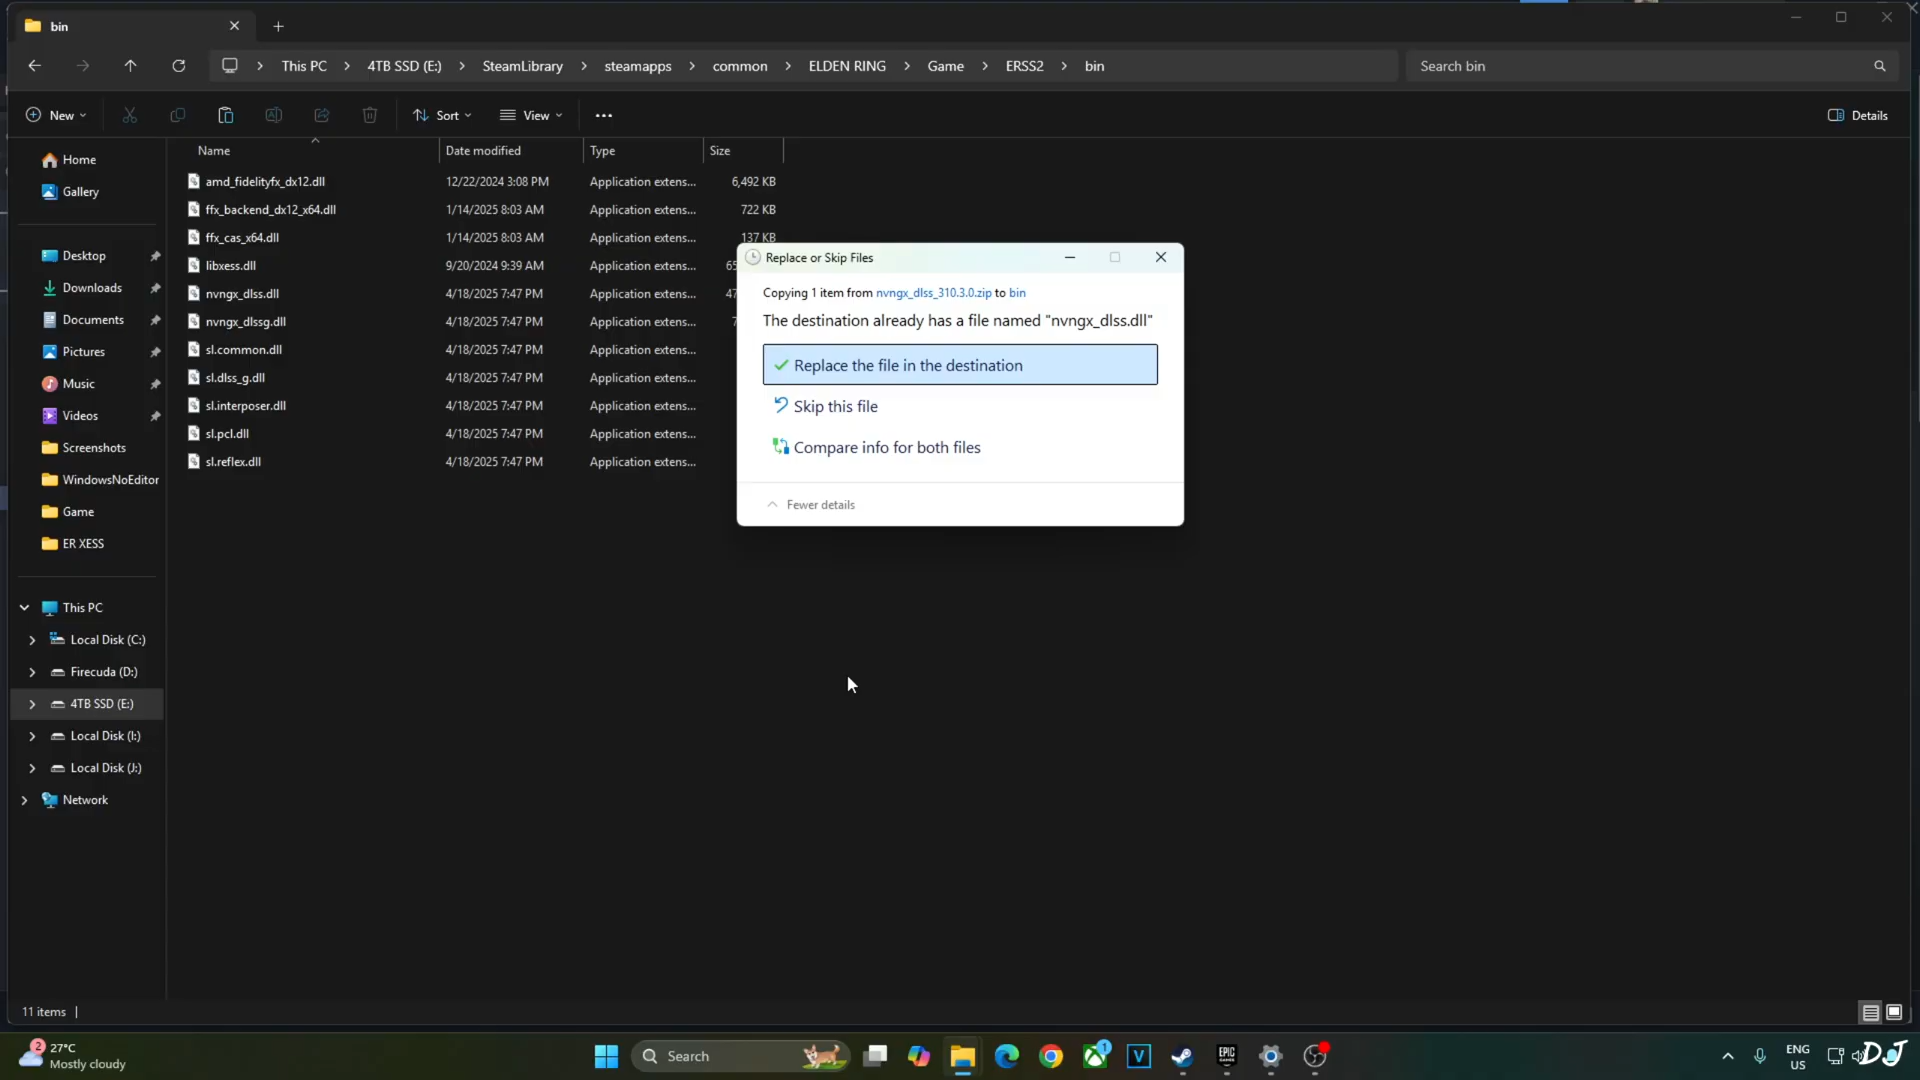 bin
This PC
4TB SSD (E:)
SteamLibrary
steamapps
common
ELDEN RING
Game
ERSS2
bin
Search bin
New
Sort
View
Details
Name
Date modified
Type
Size
amd_fidelityfx_dx12.dll 12/22/2024 3:08 PM Application extens... 6,492 KB
ffx_backend_dx12_x64.dll 1/14/2025 8:03 AM Application extens... 722 KB
ffx_cas_x64.dll 1/14/2025 8:03 AM Application extens... 137 KB
libxess.dll 9/20/2024 9:39 AM Application extens... 65
nvngx_dlss.dll 4/18/2025 7:47 PM Application extens... 47
nvngx_dlssg.dll 4/18/2025 7:47 PM Application extens... 7
sl.common.dll 4/18/2025 7:47 PM Application extens...
sl.dlss_g.dll 4/18/2025 7:47 PM Application extens...
sl.interposer.dll 4/18/2025 7:47 PM Application extens...
sl.pcl.dll 4/18/2025 7:47 PM Application extens...
sl.reflex.dll 4/18/2025 7:47 PM Application extens...
Home
Gallery
Desktop
Downloads
Documents
Pictures
Music
Videos
Screenshots
WindowsNoEditor
Game
ER XESS
This PC
Local Disk (C:)
Firecuda (D:)
4TB SSD (E:)
Local Disk (I:)
Local Disk (J:)
Network
Replace or Skip Files
Copying 1 item from nvngx_dlss_310.3.0.zip to bin
The destination already has a file named "nvngx_dlss.dll"
Replace the file in the destination
Skip this file
Compare info for both files
Fewer details
11 items
2
27°C
Mostly cloudy
Search
1
V
EPIC
GAMES
ENG
US
DJ